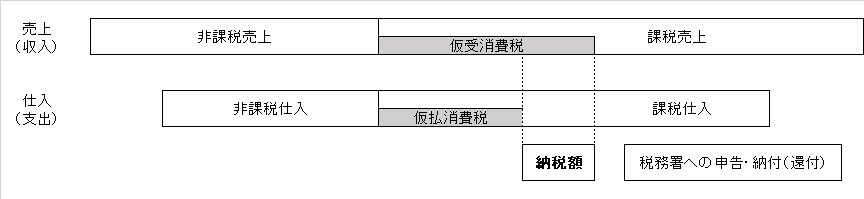 売上
（収入）
非課税売上
仮受消費税
課税売上
仕入
（支出）
非課税仕入
仮払消費税
課税仕入
納税額
税務署への申告・納付（還付）